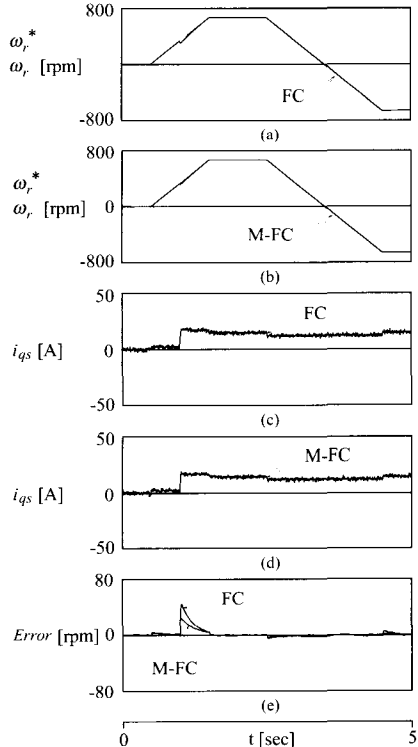 800
ωr*
ωr [rpm]
FC
-800
(a)
800
ωr*
ωr [rpm]
0
M-FC
-800
(b)
50
FC
iqs [A]
0
-50
(c)
50
M-FC
iqs [A]
0
-50
(d)
80
FC
Error [rpm]
0
M-FC
-80
(e)
0
t [sec]
5